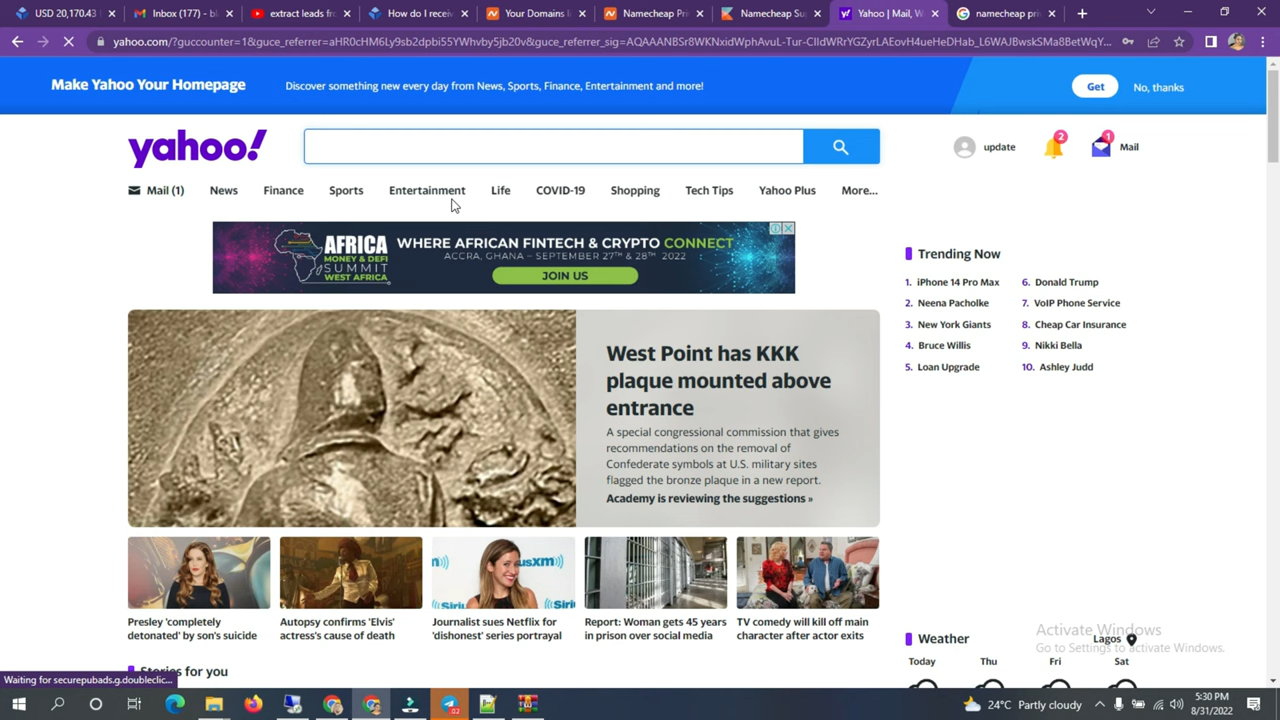 USD 20,170.43
Inbox (177) - bl
extract leads fro
How do I receiv
Your Domains i
Namecheap Pri
Namecheap Su
Yahoo | Mail, W
namecheap pri
yahoo.com/?guccounter=1&guce_referrer=aHR0cHM6Ly9sb2dpbi55YWhvby5jb20v&guce_referrer_sig=
Make Yahoo Your Homepage
Discover something new every day from News, Sports, Finance, Entertainment and more!
Get
No, thanks
yahoo!
update
2
1
Mail
Mail (1)
News
Finance
Sports
Entertainment
Life
COVID-19
Shopping
Tech Tips
Yahoo Plus
More...
AFRICA
MONEY & DEFI
SUMMIT
WEST AFRICA
WHERE AFRICAN FINTECH & CRYPTO CONNECT
ACCRA, GHANA – SEPTEMBER 27TH & 28TH 2022
JOIN US
West Point has KKK
plaque mounted above
entrance
A special congressional commission that gives
recommendations on the removal of
Confederate symbols at U.S. military sites
flagged the bronze plaque in a new report.
Academy is reviewing the suggestions »
Trending Now
1. iPhone 14 Pro Max
2. Neena Pacholke
3. New York Giants
4. Bruce Willis
5. Loan Upgrade
6. Donald Trump
7. VoIP Phone Service
8. Cheap Car Insurance
9. Nikki Bella
10. Ashley Judd
Presley 'completely
detonated' by son's suicide
Autopsy confirms 'Elvis'
actress's cause of death
Journalist sues Netflix for
'dishonest' series portrayal
Report: Woman gets 45 years
in prison over social media
TV comedy will kill off main
character after actor exits
Stories for you
Weather
Lagos
Today
Thu
Fri
Sat
Activate Windows
Go to Settings to activate Windows.
Waiting for securepubads.g.doubleclic...
24°C Partly cloudy
5:30 PM
8/31/2022